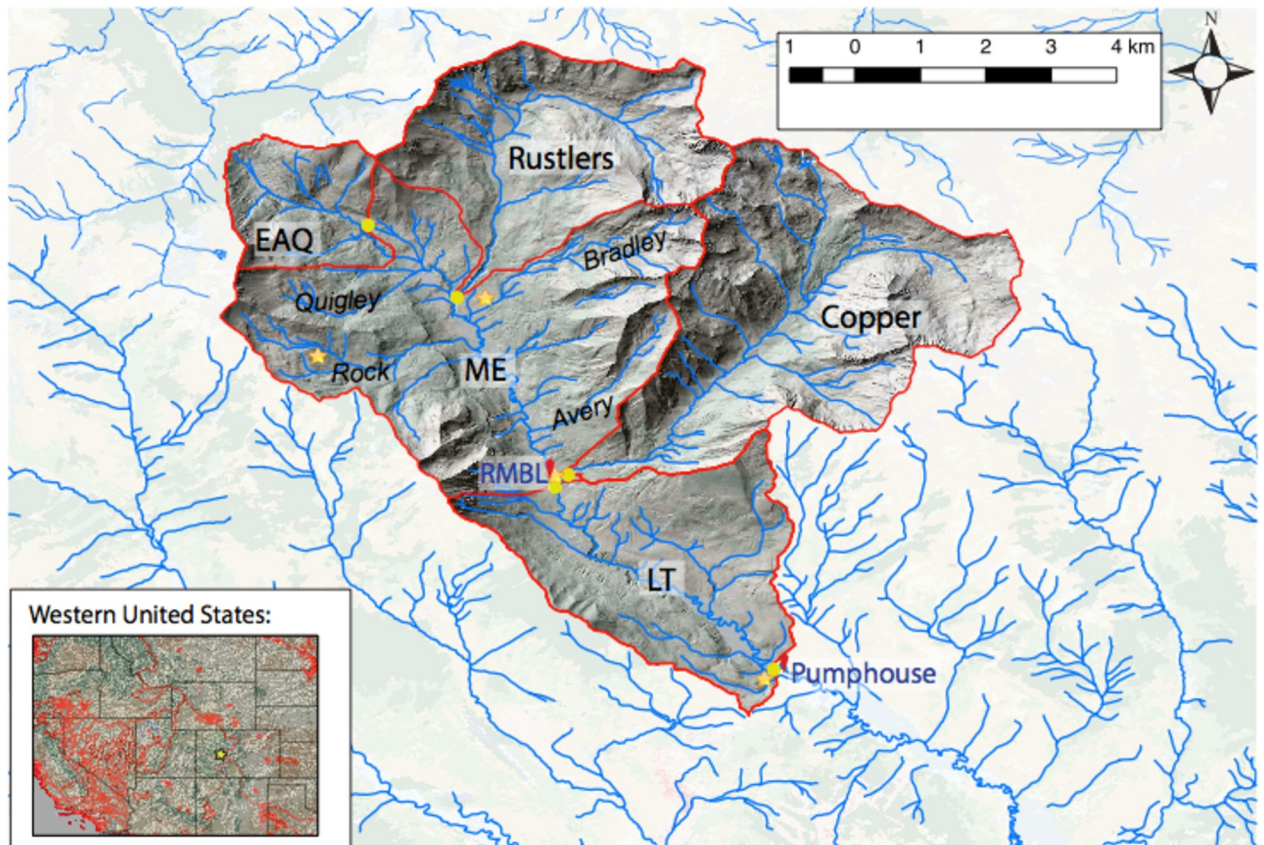 N
1 0 1 2 3 4 km
Rustlers
EAQ
Bradley
Quigley
Copper
ME
Rock
Avery
RMBL
LT
Pumphouse
Western United States: